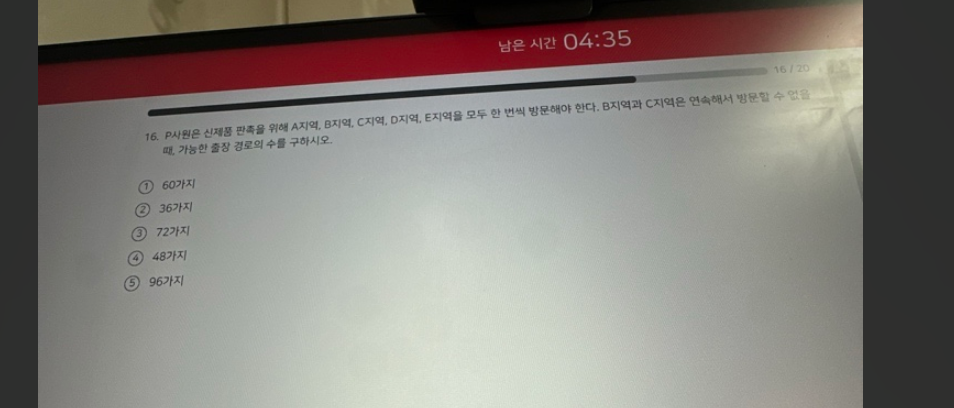 남은 시간 04:35
16 / 20
16. P사원은 신제품 판촉을 위해 A지역, B지역, C지역, D지역, E지역을 모두 한 번씩 방문해야 한다. B지역과 C지역은 연속해서 방문할 수 없을
때, 가능한 출장 경로의 수를 구하시오.
① 60가지
② 36가지
③ 72가지
④ 48가지
⑤ 96가지